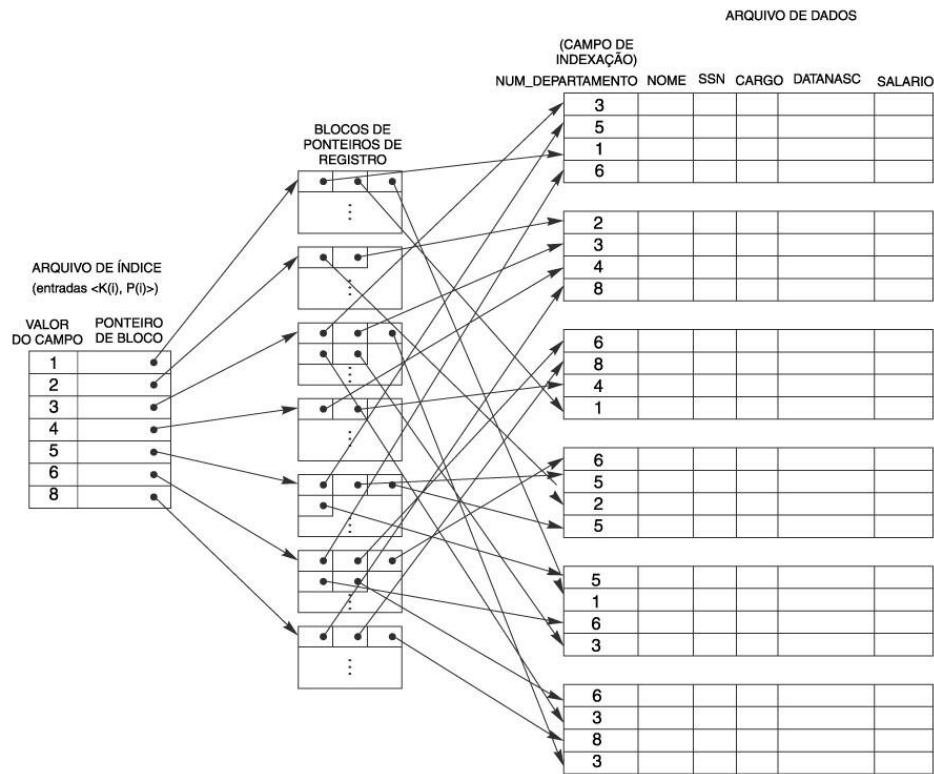 ARQUIVO DE DADOS
(CAMPO DE
INDEXAÇÃO)
NUM_DEPARTAMENTO NOME SSN CARGO DATANASC SALARIO
3
5
1
6
2
3
4
8
6
8
4
1
6
5
2
5
5
1
6
3
6
3
8
3
BLOCOS DE
PONTEIROS DE
REGISTRO
ARQUIVO DE ÍNDICE
(entradas <K(i), P(i)>)
VALOR
DO CAMPO
PONTEIRO
DE BLOCO
1
2
3
4
5
6
8